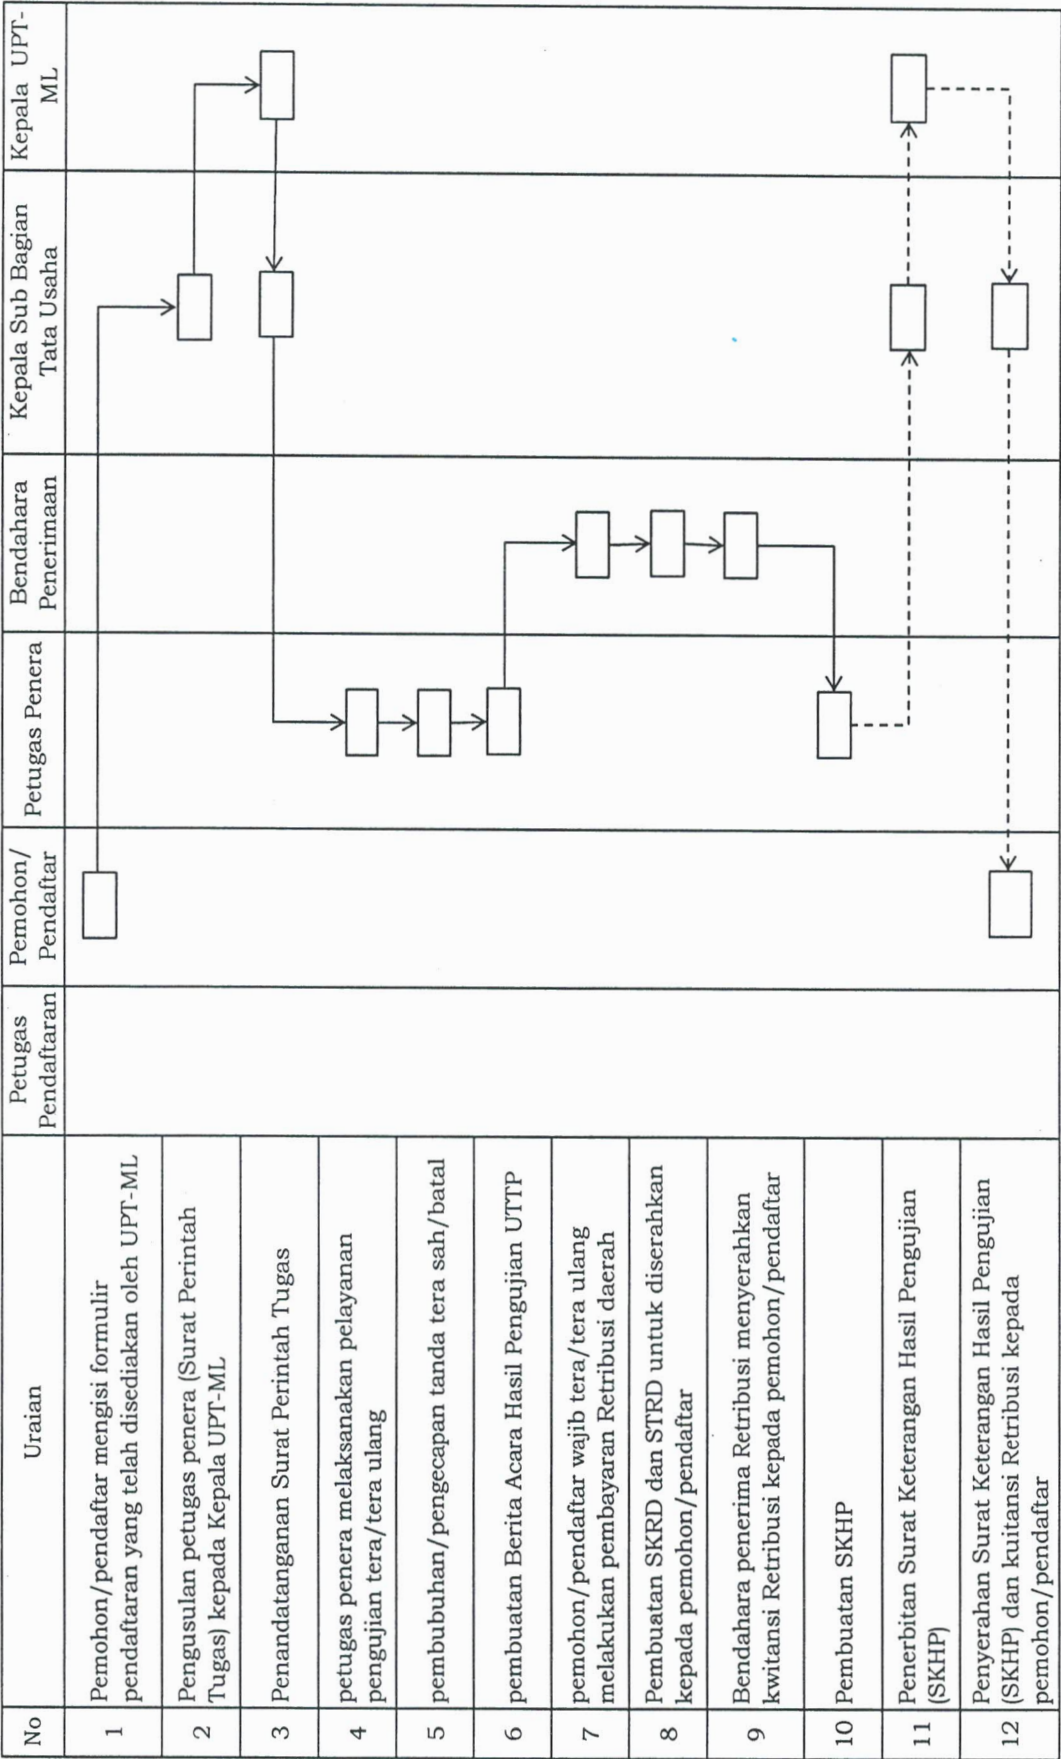 No
Uraian
Petugas
Pendaftaran
Pemohon/
Pendaftar
Petugas Penera
Bendahara
Penerimaan
Kepala Sub Bagian
Tata Usaha
Kepala UPT-
ML
1
Pemohon/pendaftar mengisi formulir
pendaftaran yang telah disediakan oleh UPT-ML
2
Pengusulan petugas penera (Surat Perintah
Tugas) kepada Kepala UPT-ML
3
Penandatanganan Surat Perintah Tugas
4
petugas penera melaksanakan pelayanan
pengujian tera/tera ulang
5
pembubuhan/pengecapan tanda tera sah/batal
6
pembuatan Berita Acara Hasil Pengujian UTTP
7
pemohon/pendaftar wajib tera/tera ulang
melakukan pembayaran Retribusi daerah
8
Pembuatan SKRD dan STRD untuk diserahkan
kepada pemohon/pendaftar
9
Bendahara penerima Retribusi menyerahkan
kwitansi Retribusi kepada pemohon/pendaftar
10
Pembuatan SKHP
11
Penerbitan Surat Keterangan Hasil Pengujian
(SKHP)
12
Penyerahan Surat Keterangan Hasil Pengujian
(SKHP) dan kuitansi Retribusi kepada
pemohon/pendaftar